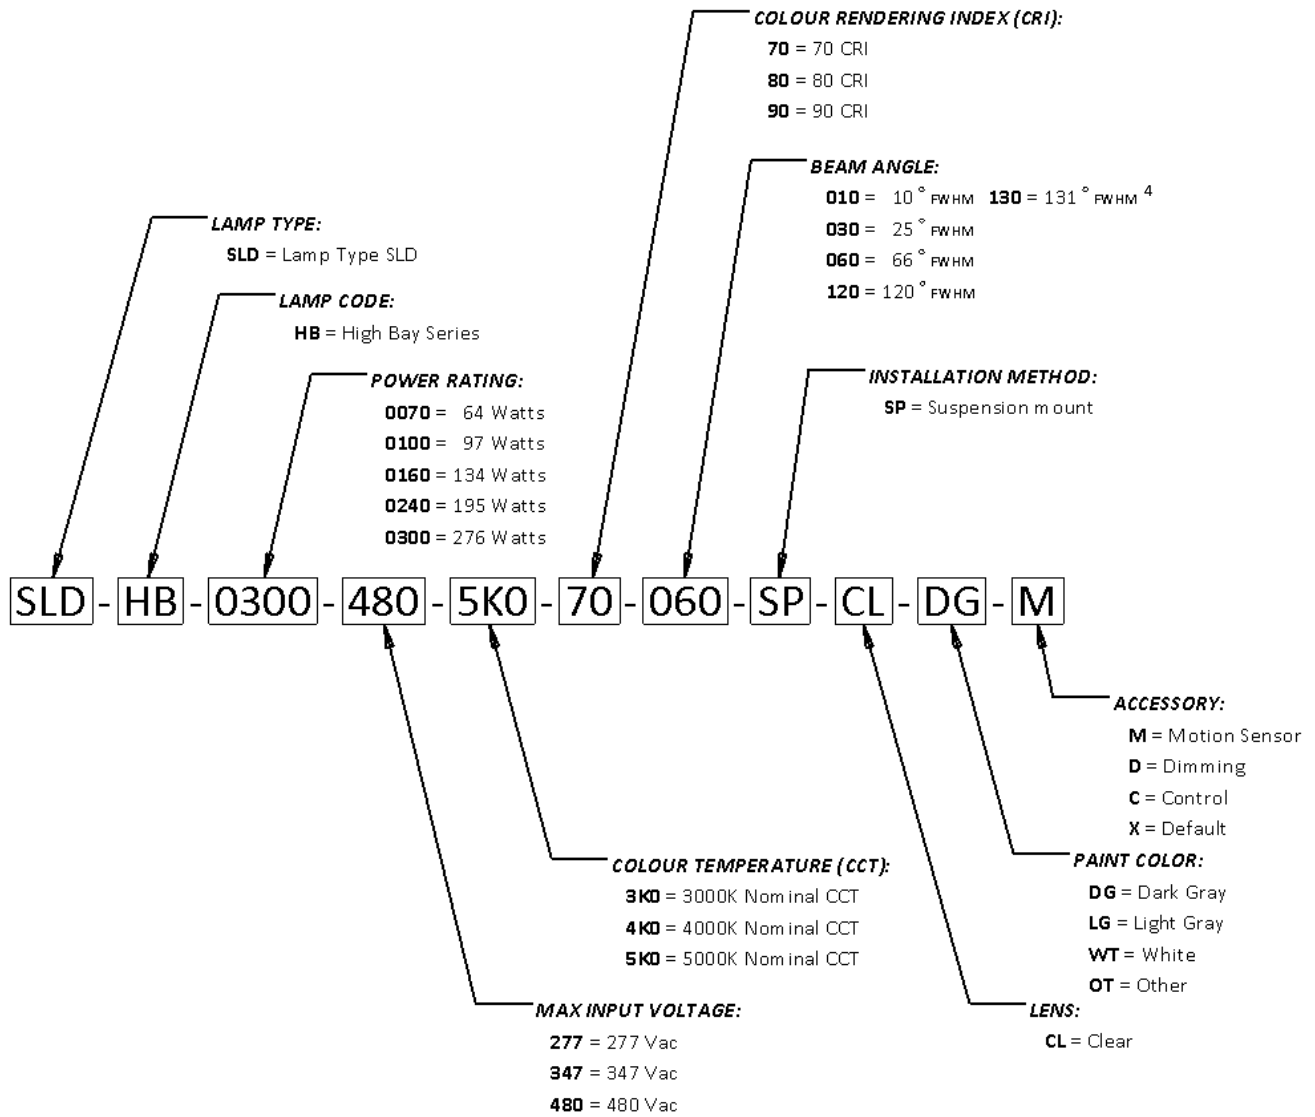 COLOUR RENDERING INDEX (CRI):
70 = 70 CRI
80 = 80 CRI
90 = 90 CRI
BEAM ANGLE:
010 = 10° FWHM 130 = 131° FWHM 4
030 = 25° FWHM
060 = 66° FWHM
120 = 120° FWHM
LAMP TYPE:
SLD = Lamp Type SLD
LAMP CODE:
HB = High Bay Series
POWER RATING:
0070 = 64 Watts
0100 = 97 Watts
0160 = 134 Watts
0240 = 195 Watts
0300 = 276 Watts
INSTALLATION METHOD:
SP = Suspension mount
SLD - HB - 0300 - 480 - 5K0 - 70 - 060 - SP - CL - DG - M
ACCESSORY:
M = Motion Sensor
D = Dimming
C = Control
X = Default
PAINT COLOR:
DG = Dark Gray
LG = Light Gray
WT = White
OT = Other
COLOUR TEMPERATURE (CCT):
3K0 = 3000K Nominal CCT
4K0 = 4000K Nominal CCT
5K0 = 5000K Nominal CCT
LENS:
CL = Clear
MAX INPUT VOLTAGE:
277 = 277 Vac
347 = 347 Vac
480 = 480 Vac